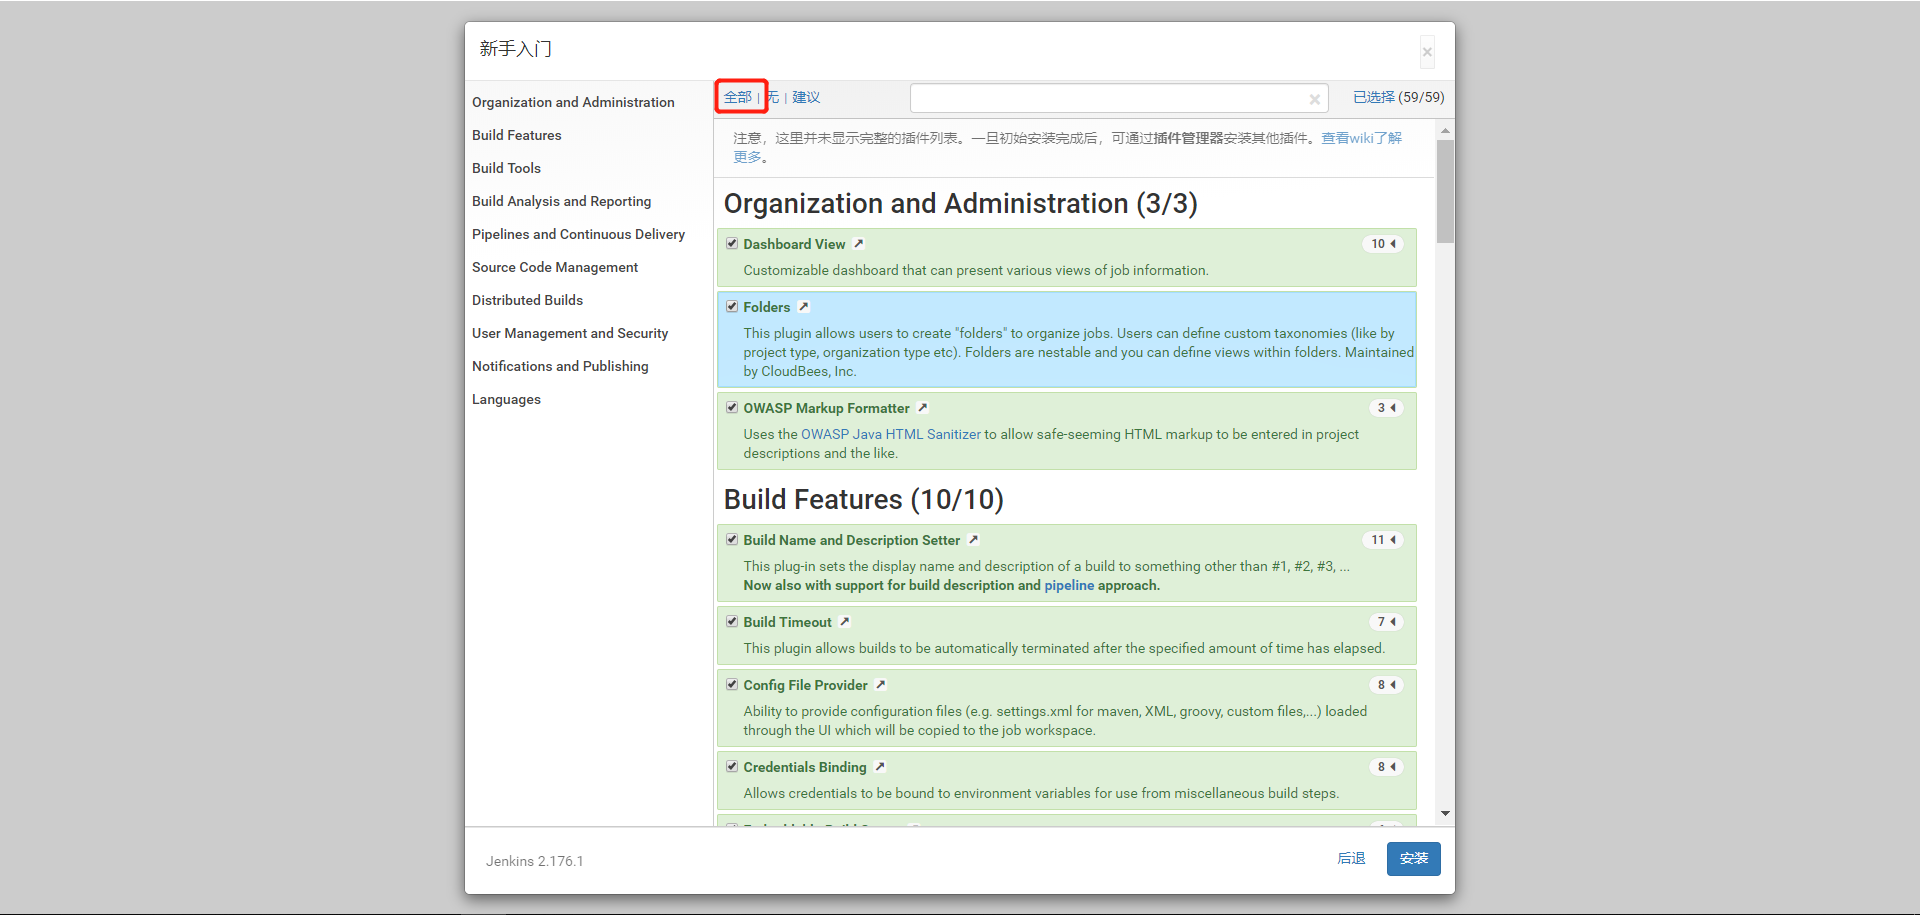 新手入门
×
Organization and Administration
Build Features
Build Tools
Build Analysis and Reporting
Pipelines and Continuous Delivery
Source Code Management
Distributed Builds
User Management and Security
Notifications and Publishing
Languages
全部 | 无 | 建议
×
已选择 (59/59)
注意，这里并未显示完整的插件列表。一旦初始安装完成后，可通过插件管理器安装其他插件。查看wiki了解
更多。
Organization and Administration (3/3)
Dashboard View
10
Customizable dashboard that can present various views of job information.
Folders
This plugin allows users to create "folders" to organize jobs. Users can define custom taxonomies (like by
project type, organization type etc). Folders are nestable and you can define views within folders. Maintained
by CloudBees, Inc.
OWASP Markup Formatter
3
Uses the OWASP Java HTML Sanitizer to allow safe-seeming HTML markup to be entered in project
descriptions and the like.
Build Features (10/10)
Build Name and Description Setter
11
This plug-in sets the display name and description of a build to something other than #1, #2, #3, ...
Now also with support for build description and pipeline approach.
Build Timeout
7
This plugin allows builds to be automatically terminated after the specified amount of time has elapsed.
Config File Provider
8
Ability to provide configuration files (e.g. settings.xml for maven, XML, groovy, custom files,...) loaded
through the UI which will be copied to the job workspace.
Credentials Binding
8
Allows credentials to be bound to environment variables for use from miscellaneous build steps.
Jenkins 2.176.1
后退
安装